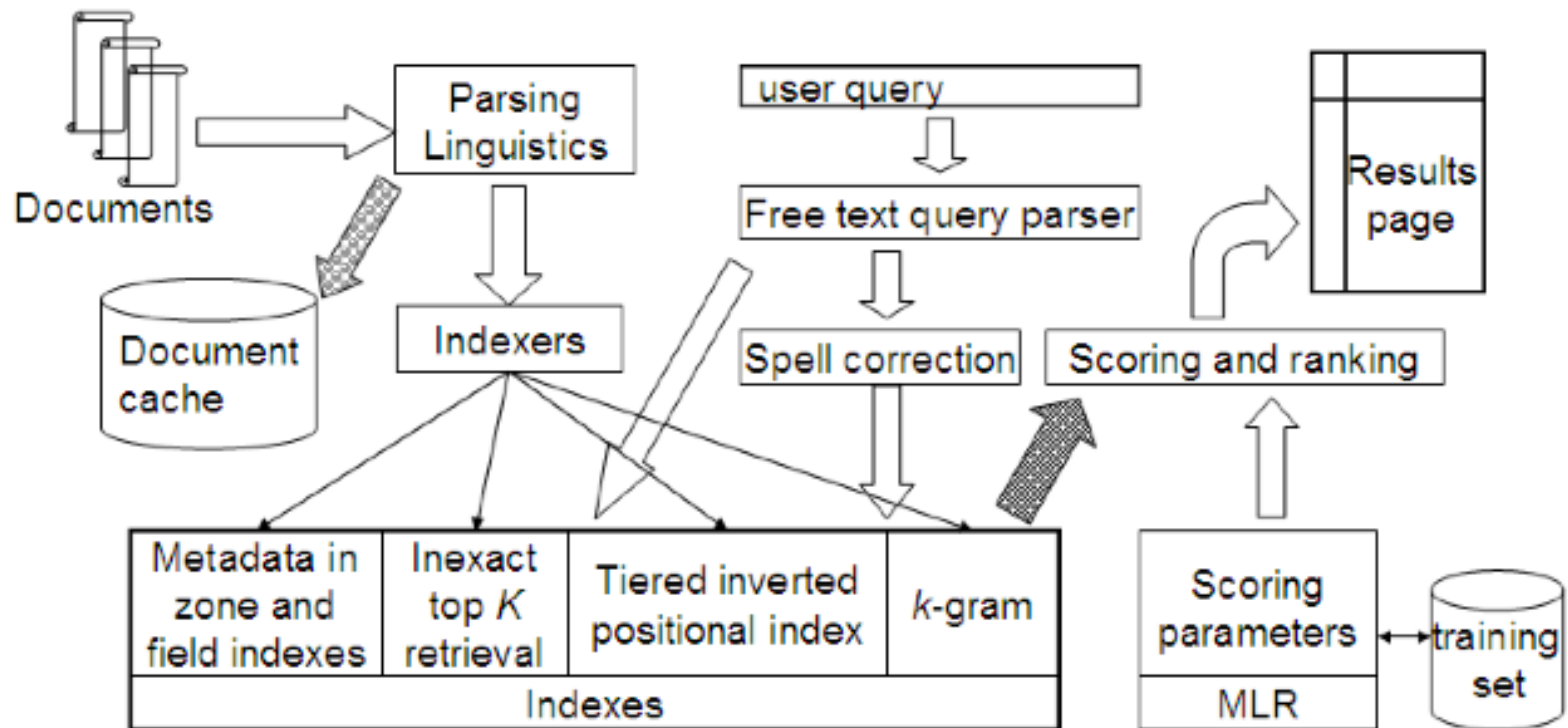 Documents
Parsing
Linguistics
user query
Results
page
Free text query parser
Document
cache
Indexers
Spell correction
Scoring and ranking
Metadata in
zone and
field indexes
Inexact
top K
retrieval
Tiered inverted
positional index
k-gram
Indexes
Scoring
parameters
MLR
training
set